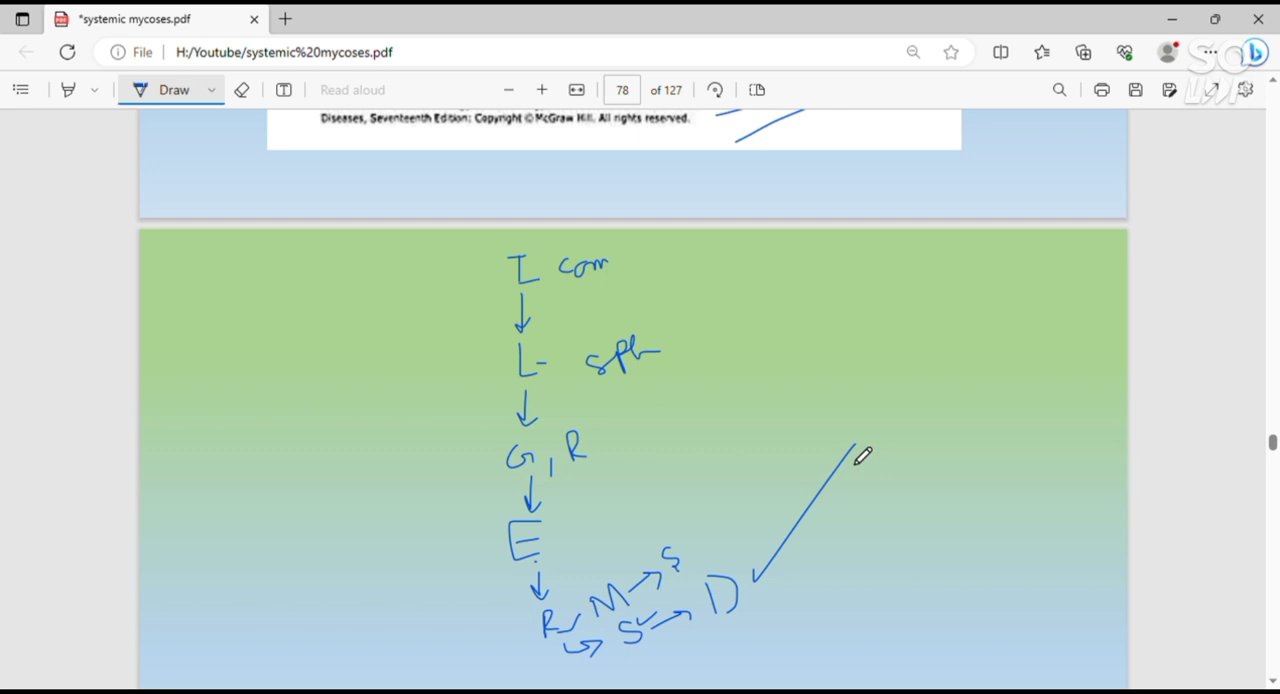 *systemic mycoses.pdf
File | H:/Youtube/systemic%20mycoses.pdf
Draw Read aloud 78 of 127
Diseases, Seventeenth Edition; Copyright © McGraw Hill. All rights reserved.
I com
L sph
G, R
E
M → S
R S → D